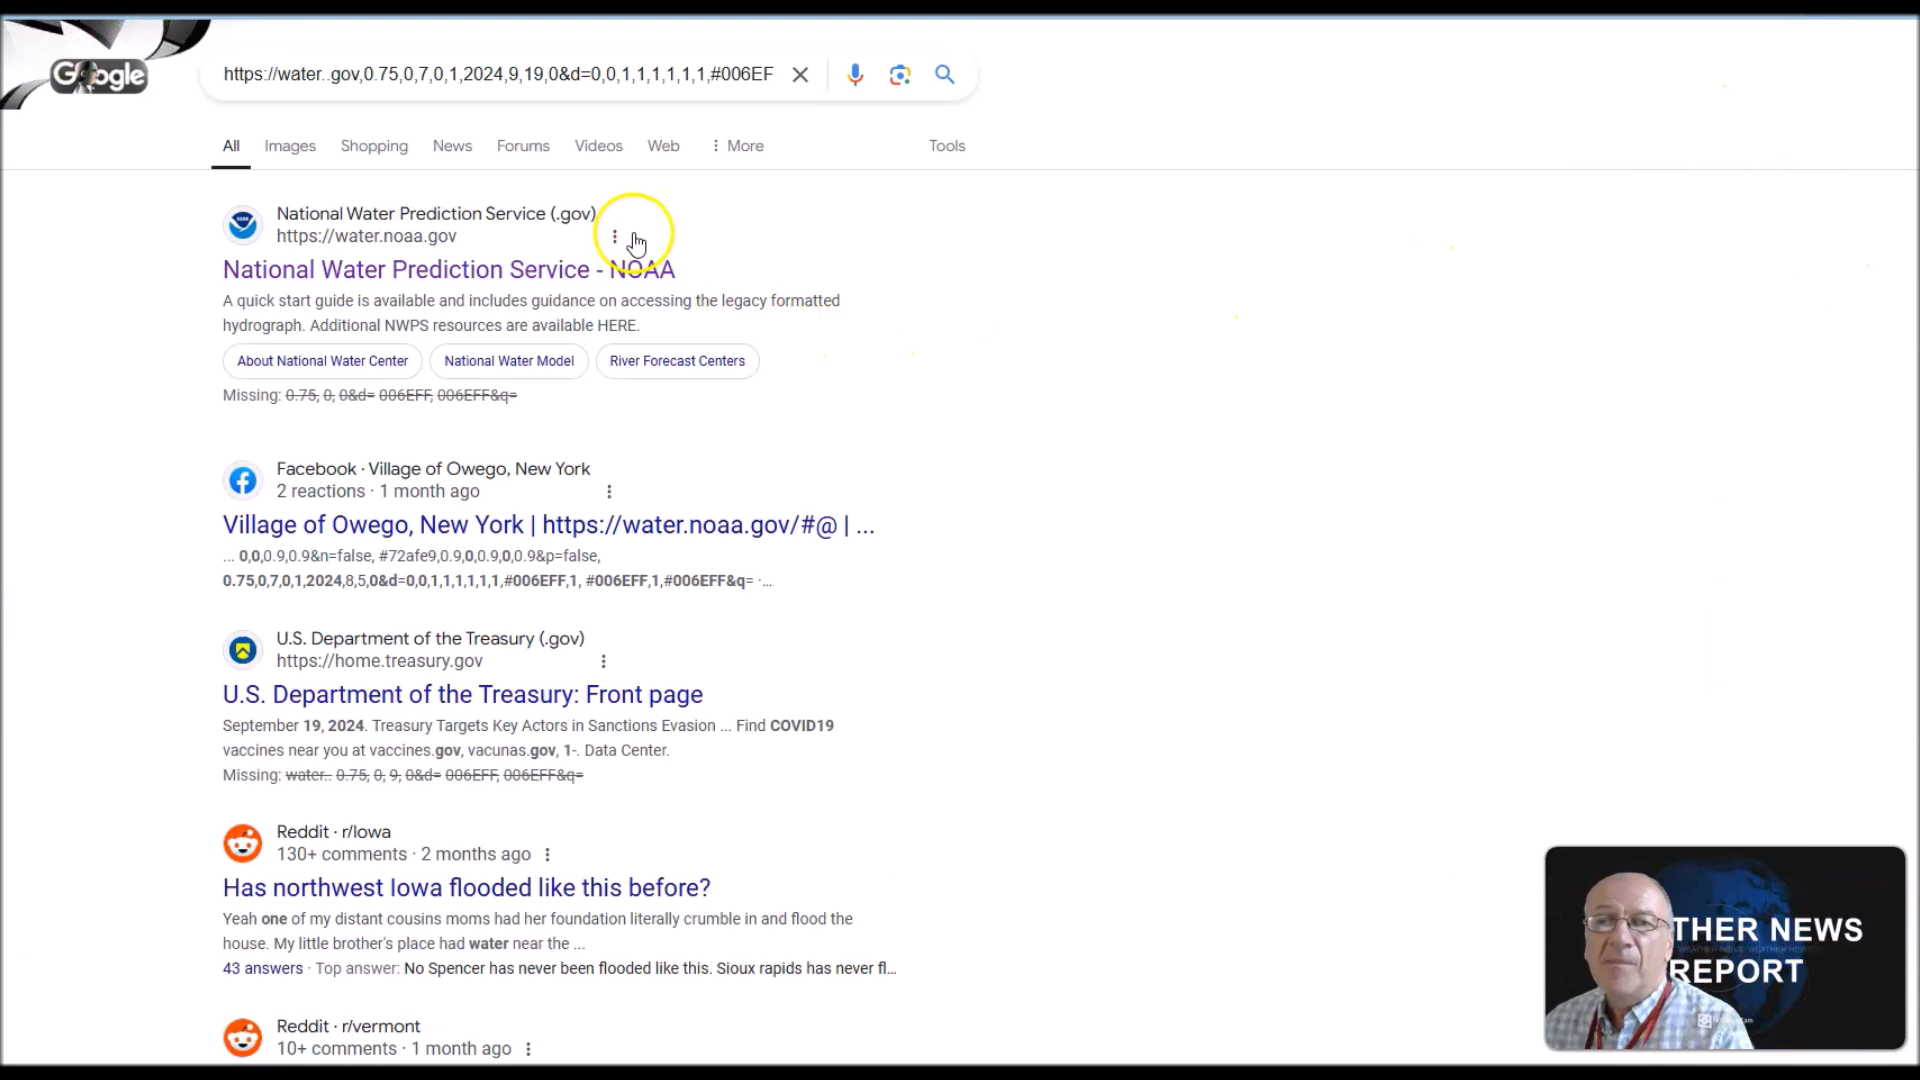 Google
https://water..gov,0.75,0,7,0,1,2024,9,19,0&d=0,0,1,1,1,1,1,1,#006EF
All Images Shopping News Forums Videos Web More Tools
National Water Prediction Service (.gov)
https://water.noaa.gov
National Water Prediction Service - NOAA
A quick start guide is available and includes guidance on accessing the legacy formatted
hydrograph. Additional NWPS resources are available HERE.
About National Water Center National Water Model River Forecast Centers
Missing: 0.75, 0, 0&d= 006EFF, 006EFF&q=
Facebook · Village of Owego, New York
2 reactions · 1 month ago
Village of Owego, New York | https://water.noaa.gov/#@ | ...
... 0,0,0.9,0.9&n=false, #72afe9,0.9,0,0.9,0,0.9&p=false,
0.75,0,7,0,1,2024,8,5,0&d=0,0,1,1,1,1,1,1,#006EFF,1, #006EFF,1,#006EFF&q= ·...
U.S. Department of the Treasury (.gov)
https://home.treasury.gov
U.S. Department of the Treasury: Front page
September 19, 2024. Treasury Targets Key Actors in Sanctions Evasion ... Find COVID19
vaccines near you at vaccines.gov, vacunas.gov, 1-. Data Center.
Missing: water.. 0.75, 0, 9, 0&d= 006EFF, 006EFF&q=
Reddit · r/Iowa
130+ comments · 2 months ago
Has northwest Iowa flooded like this before?
Yeah one of my distant cousins moms had her foundation literally crumble in and flood the
house. My little brother's place had water near the ...
43 answers · Top answer: No Spencer has never been flooded like this. Sioux rapids has never fl...
Reddit · r/vermont
10+ comments · 1 month ago
THER NEWS
REPORT